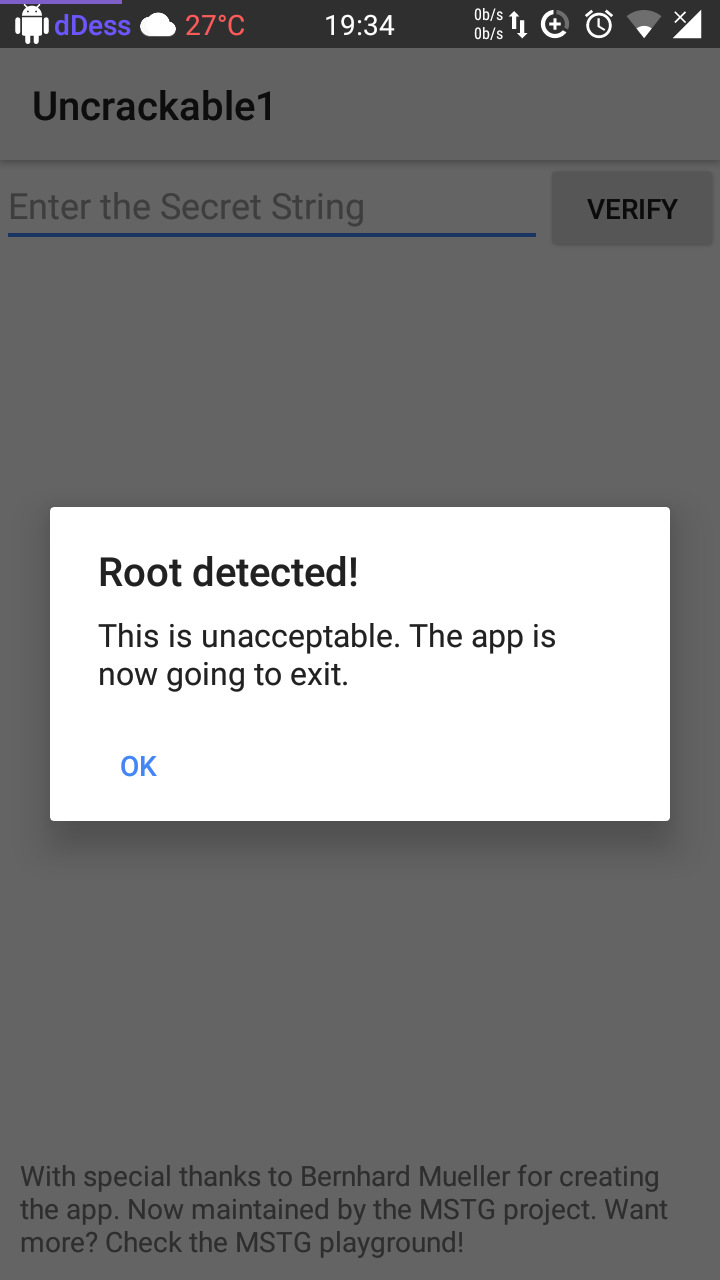 dDess 27°C 19:34 0b/s
0b/s
Uncrackable1
Enter the Secret String VERIFY
Root detected!
This is unacceptable. The app is
now going to exit.
OK
With special thanks to Bernhard Mueller for creating
the app. Now maintained by the MSTG project. Want
more? Check the MSTG playground!